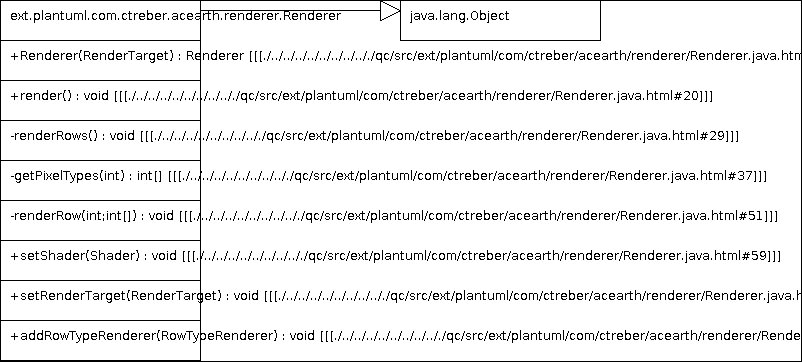 ext.plantuml.com.ctreber.acearth.renderer.Renderer
java.lang.Object
+Renderer(RenderTarget) : Renderer [[[./../../../../../../../../../qc/src/ext/plantuml/com/ctreber/acearth/renderer/Renderer.java.htm
+render() : void [[[./../../../../../../../../../qc/src/ext/plantuml/com/ctreber/acearth/renderer/Renderer.java.html#20]]]
-renderRows() : void [[[./../../../../../../../../../qc/src/ext/plantuml/com/ctreber/acearth/renderer/Renderer.java.html#29]]]
-getPixelTypes(int) : int[] [[[./../../../../../../../../../qc/src/ext/plantuml/com/ctreber/acearth/renderer/Renderer.java.html#37]]]
-renderRow(int;int[]) : void [[[./../../../../../../../../../qc/src/ext/plantuml/com/ctreber/acearth/renderer/Renderer.java.html#51]]]
+setShader(Shader) : void [[[./../../../../../../../../../qc/src/ext/plantuml/com/ctreber/acearth/renderer/Renderer.java.html#59]]]
+setRenderTarget(RenderTarget) : void [[[./../../../../../../../../../qc/src/ext/plantuml/com/ctreber/acearth/renderer/Renderer.java.h
+addRowTypeRenderer(RowTypeRenderer) : void [[[./../../../../../../../../../qc/src/ext/plantuml/com/ctreber/acearth/renderer/Rende